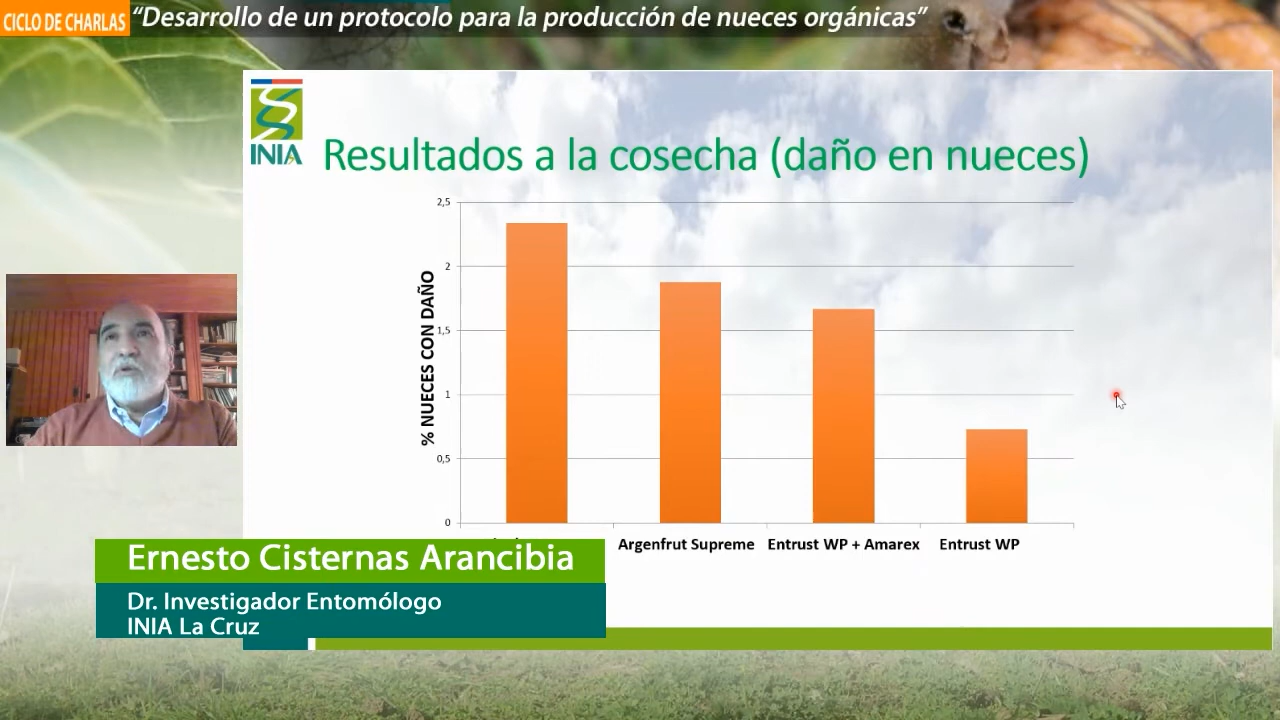 CICLO DE CHARLAS
“Desarrollo de un protocolo para la producción de nueces orgánicas”
INIA
Resultados a la cosecha (daño en nueces)
% NUECES CON DAÑO
2,5
2
1,5
1
0,5
0
Argenfrut Supreme
Entrust WP + Amarex
Entrust WP
Ernesto Cisternas Arancibia
Dr. Investigador Entomólogo
INIA La Cruz